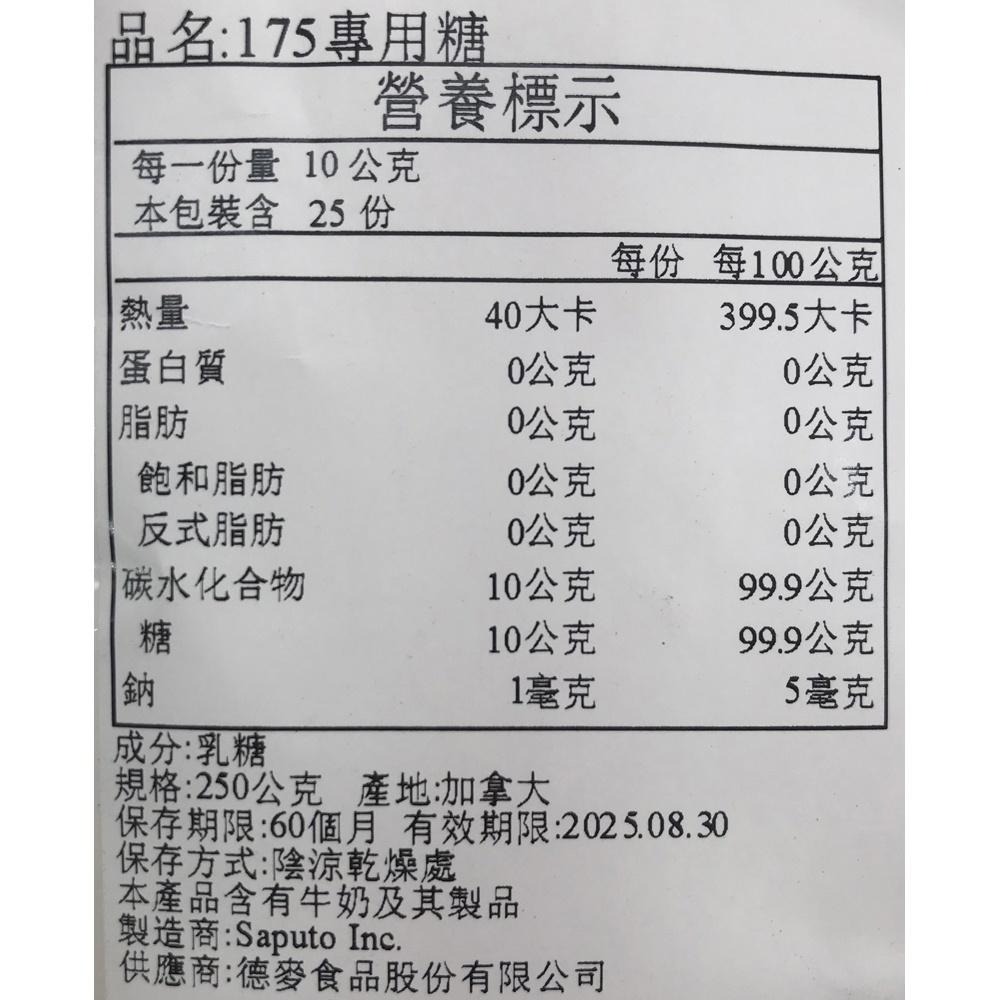 品名:175專用糖
營養標示
每一份量 10公克
本包裝含 25 份
每份 每100公克
熱量 40大卡 399.5大卡
蛋白質 0公克 0公克
脂肪 0公克 0公克
飽和脂肪 0公克 0公克
反式脂肪 0公克 0公克
碳水化合物 10公克 99.9公克
糖 10公克 99.9公克
鈉 1毫克 5毫克
成分:乳糖
規格:250公克 產地:加拿大
保存期限:60個月 有效期限:2025.08.30
保存方式:陰涼乾燥處
本產品含有牛奶及其製品
製造商:Saputo Inc.
供應商:德麥食品股份有限公司